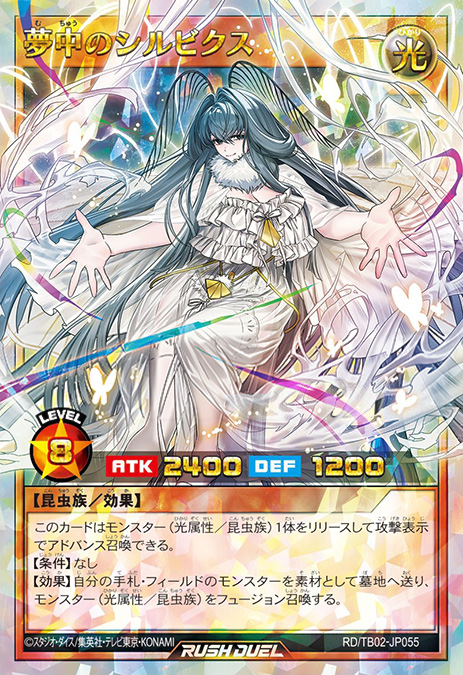 夢中のシルビクス
光
LEVEL
8
ATK 2400 DEF 1200
【昆虫族／効果】
このカードはモンスター（光属性／昆虫族）1体をリリースして攻撃表示
でアドバンス召喚できる。
【条件】なし
【効果】自分の手札・フィールドのモンスターを素材として墓地へ送り、
モンスター（光属性／昆虫族）をフュージョン召喚する。
©スタジオ・ダイス/集英社・テレビ東京・KONAMI
RD/TB02-JP055
RUSH DUEL